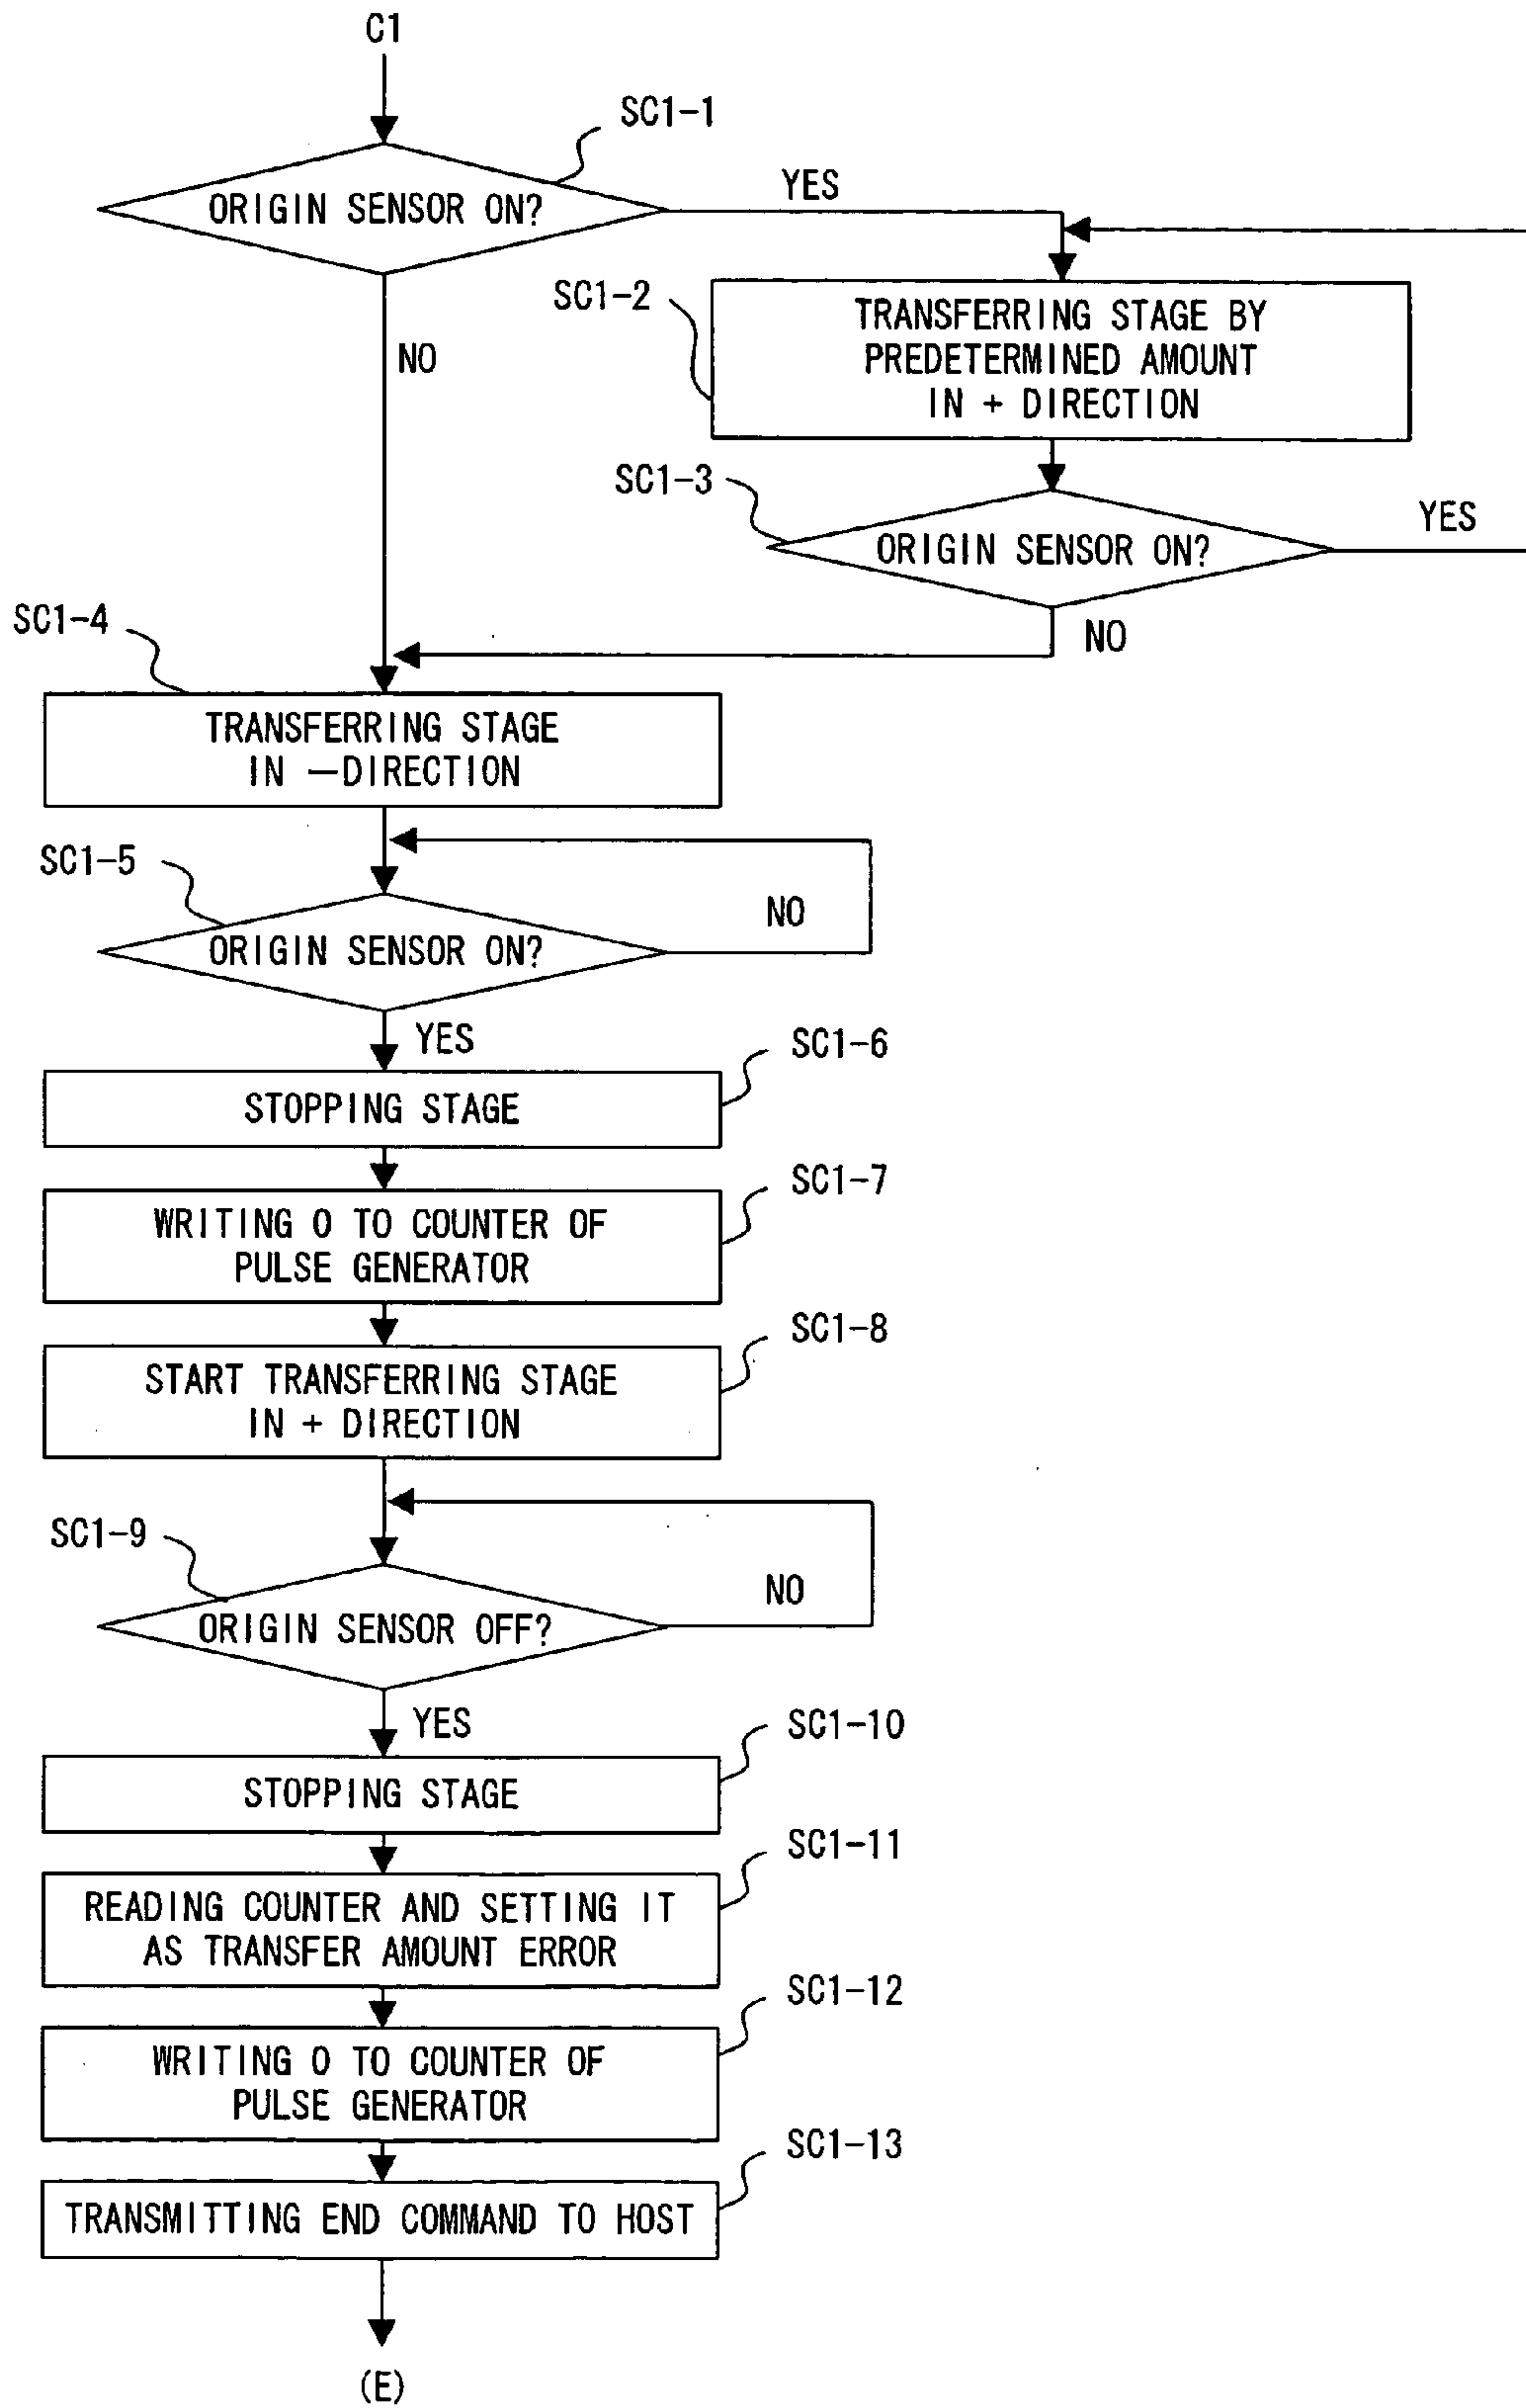 C1
SC1-1
ORIGIN SENSOR ON?
YES
NO
SC1-2
TRANSFERRING STAGE BY
PREDETERMINED AMOUNT
IN + DIRECTION
SC1-3
ORIGIN SENSOR ON?
YES
NO
SC1-4
TRANSFERRING STAGE
IN —DIRECTION
SC1-5
ORIGIN SENSOR ON?
NO
YES
SC1-6
STOPPING STAGE
SC1-7
WRITING 0 TO COUNTER OF
PULSE GENERATOR
SC1-8
START TRANSFERRING STAGE
IN + DIRECTION
SC1-9
ORIGIN SENSOR OFF?
NO
YES
SC1-10
STOPPING STAGE
SC1-11
READING COUNTER AND SETTING IT
AS TRANSFER AMOUNT ERROR
SC1-12
WRITING 0 TO COUNTER OF
PULSE GENERATOR
SC1-13
TRANSMITTING END COMMAND TO HOST
(E)